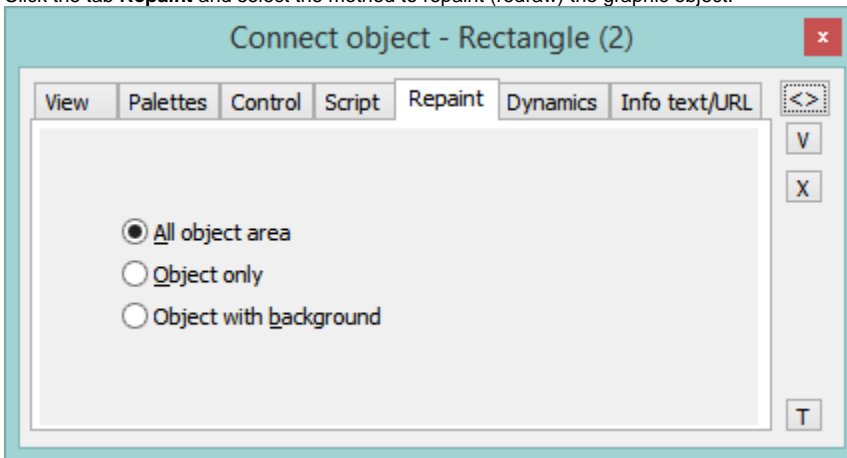 Click the tab Repaint and select the method to repaint (redraw) the graphic object.
Connect object - Rectangle (2)
x
View Palettes Control Script Repaint Dynamics Info text/URL <>
V
X
All object area
Object only
Object with background
T